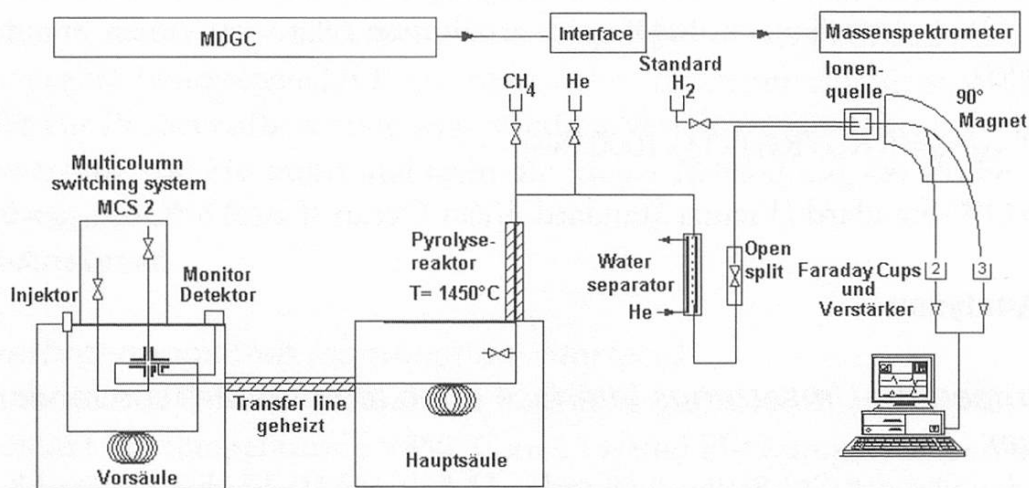 MDGC
Interface
Massenspektrometer
CH4
He
Standard
H2
Ionen-
quelle
90°
Magnet
Multicolumn
switching system
MCS 2
Pyrolyse-
reaktor
T= 1450°C
Water
separator
Open
split
Faraday Cups
und
Verstärker
2
3
Injektor
Monitor
Detektor
He
Transfer line
geheizt
Vorsäule
Hauptsäule